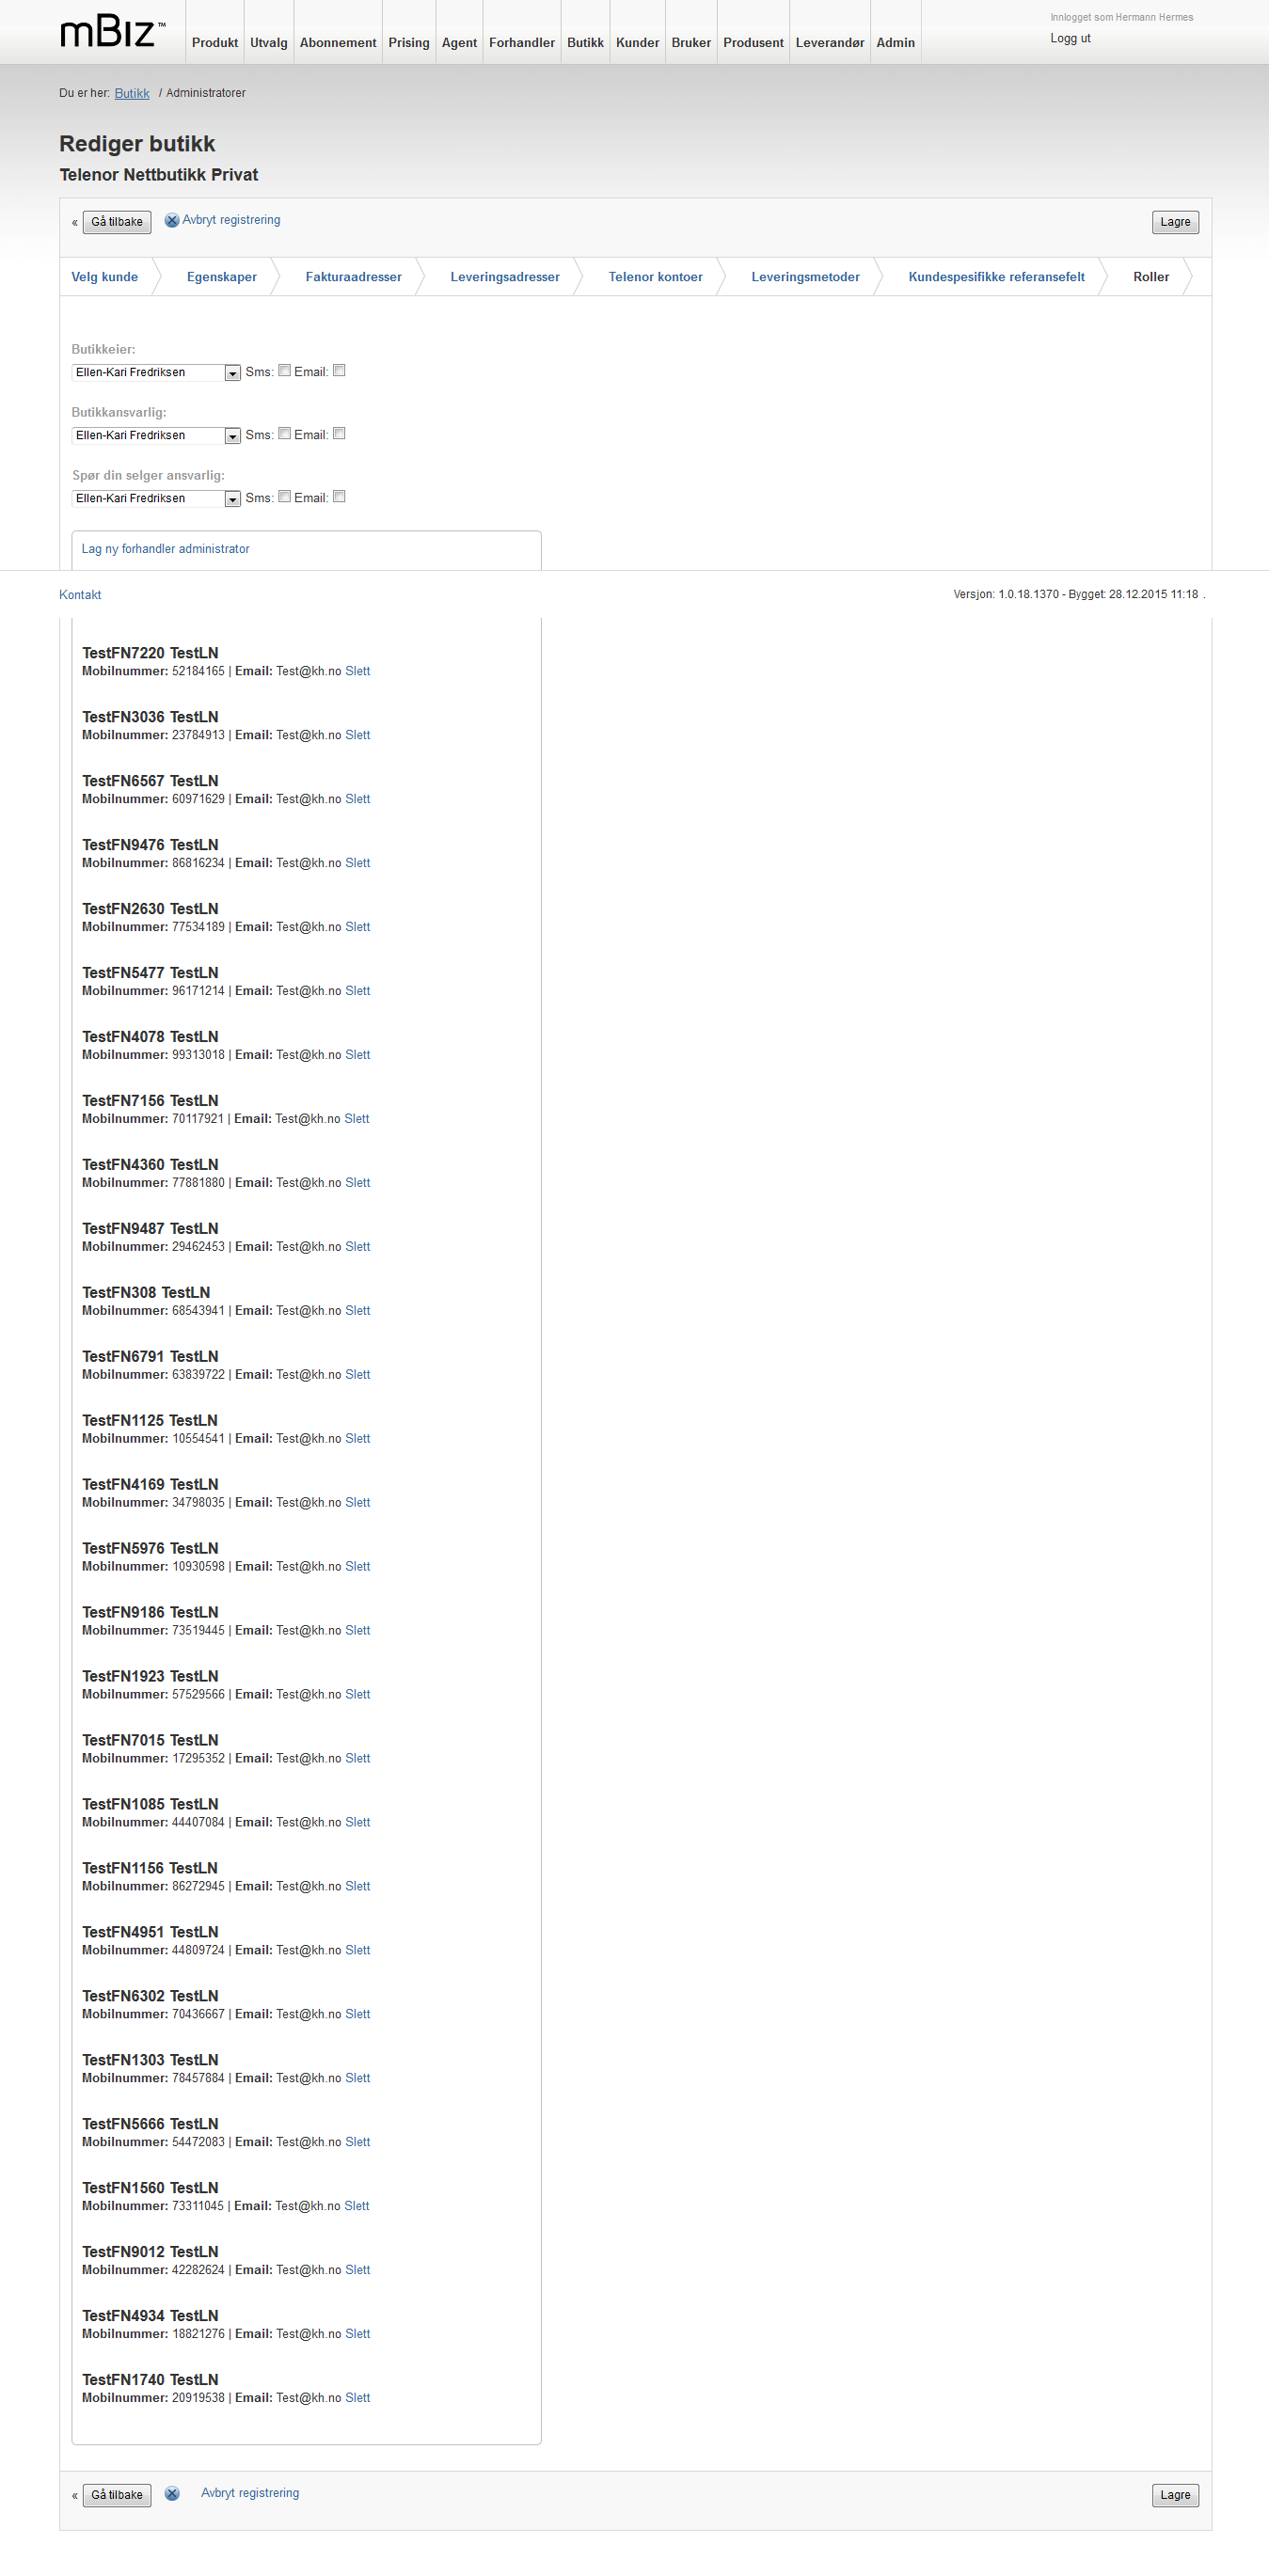 mBiz™
Produkt Utvalg Abonnement Prising Agent Forhandler Butikk Kunder Bruker Produsent Leverandør Admin
Innlogget som Hermann Hermes
Logg ut
Du er her: Butikk / Administratorer
Rediger butikk
Telenor Nettbutikk Privat
« Gå tilbake Avbryt registrering Lagre
Velg kunde Egenskaper Fakturaadresser Leveringsadresser Telenor kontoer Leveringsmetoder Kundespesifikke referansefelt Roller
Butikkeier:
Ellen-Kari Fredriksen Sms: Email:
Butikkansvarlig:
Ellen-Kari Fredriksen Sms: Email:
Spør din selger ansvarlig:
Ellen-Kari Fredriksen Sms: Email:
Lag ny forhandler administrator
Kontakt Versjon: 1.0.18.1370 - Bygget: 28.12.2015 11:18 .
TestFN7220 TestLN
Mobilnummer: 52184165 | Email: Test@kh.no Slett
TestFN3036 TestLN
Mobilnummer: 23784913 | Email: Test@kh.no Slett
TestFN6567 TestLN
Mobilnummer: 60971629 | Email: Test@kh.no Slett
TestFN9476 TestLN
Mobilnummer: 86816234 | Email: Test@kh.no Slett
TestFN2630 TestLN
Mobilnummer: 77534189 | Email: Test@kh.no Slett
TestFN5477 TestLN
Mobilnummer: 96171214 | Email: Test@kh.no Slett
TestFN4078 TestLN
Mobilnummer: 99313018 | Email: Test@kh.no Slett
TestFN7156 TestLN
Mobilnummer: 70117921 | Email: Test@kh.no Slett
TestFN4360 TestLN
Mobilnummer: 77881880 | Email: Test@kh.no Slett
TestFN9487 TestLN
Mobilnummer: 29462453 | Email: Test@kh.no Slett
TestFN308 TestLN
Mobilnummer: 68543941 | Email: Test@kh.no Slett
TestFN6791 TestLN
Mobilnummer: 63839722 | Email: Test@kh.no Slett
TestFN1125 TestLN
Mobilnummer: 10554541 | Email: Test@kh.no Slett
TestFN4169 TestLN
Mobilnummer: 34798035 | Email: Test@kh.no Slett
TestFN5976 TestLN
Mobilnummer: 10930598 | Email: Test@kh.no Slett
TestFN9186 TestLN
Mobilnummer: 73519445 | Email: Test@kh.no Slett
TestFN1923 TestLN
Mobilnummer: 57529566 | Email: Test@kh.no Slett
TestFN7015 TestLN
Mobilnummer: 17295352 | Email: Test@kh.no Slett
TestFN1085 TestLN
Mobilnummer: 44407084 | Email: Test@kh.no Slett
TestFN1156 TestLN
Mobilnummer: 86272945 | Email: Test@kh.no Slett
TestFN4951 TestLN
Mobilnummer: 44809724 | Email: Test@kh.no Slett
TestFN6302 TestLN
Mobilnummer: 70436667 | Email: Test@kh.no Slett
TestFN1303 TestLN
Mobilnummer: 78457884 | Email: Test@kh.no Slett
TestFN5666 TestLN
Mobilnummer: 54472083 | Email: Test@kh.no Slett
TestFN1560 TestLN
Mobilnummer: 73311045 | Email: Test@kh.no Slett
TestFN9012 TestLN
Mobilnummer: 42282624 | Email: Test@kh.no Slett
TestFN4934 TestLN
Mobilnummer: 18821276 | Email: Test@kh.no Slett
TestFN1740 TestLN
Mobilnummer: 20919538 | Email: Test@kh.no Slett
« Gå tilbake Avbryt registrering Lagre